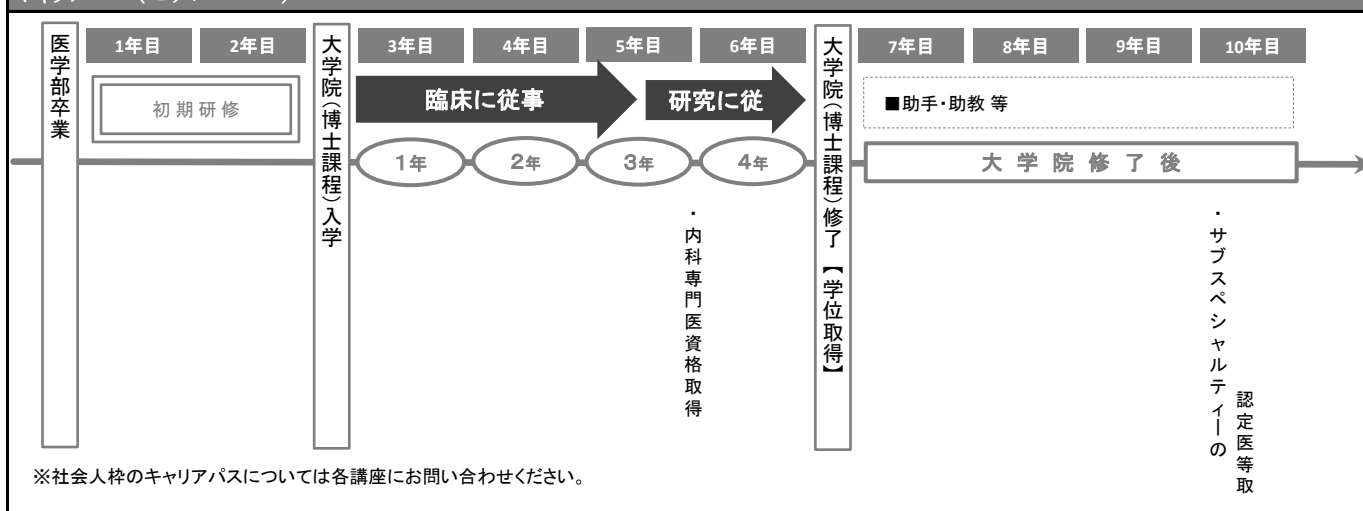 医学部卒業
1年目
2年目
初期研修
大学院(博士課程)入学
3年目
4年目
5年目
6年目
臨床に従事
研究に従
1年
2年
3年
4年
・内科専門医資格取得
大学院(博士課程)修了【学位取得】
7年目
8年目
9年目
10年目
■助手・助教 等
大学院修了後
・サブスペシャルティーの
認定医等取
※社会人枠のキャリアパスについては各講座にお問い合わせください。